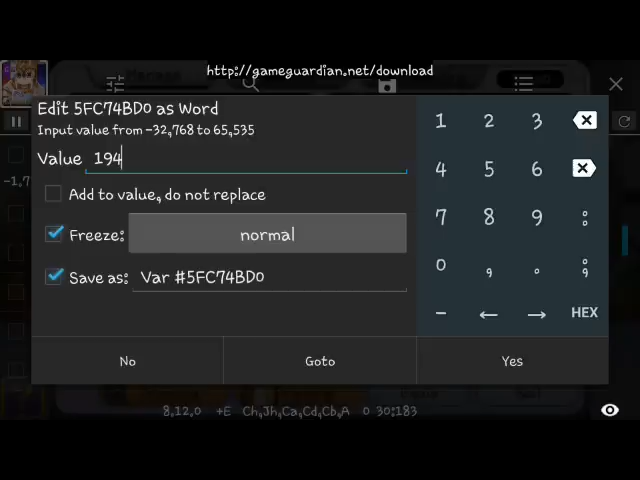 http://gameguardian.net/download
Edit 5FC74BD0 as Word
Input value from -32,768 to 65,535
Value 194
Add to value, do not replace
Freeze: normal
Save as: Var #5FC74BD0
1 2 3
4 5 6
7 8 9 :
0 , . ;
- ← → HEX
No Goto Yes
-1,7
8,12,0 +E Ch,Jh,Ca,Cd,Cb,A 0 30;183